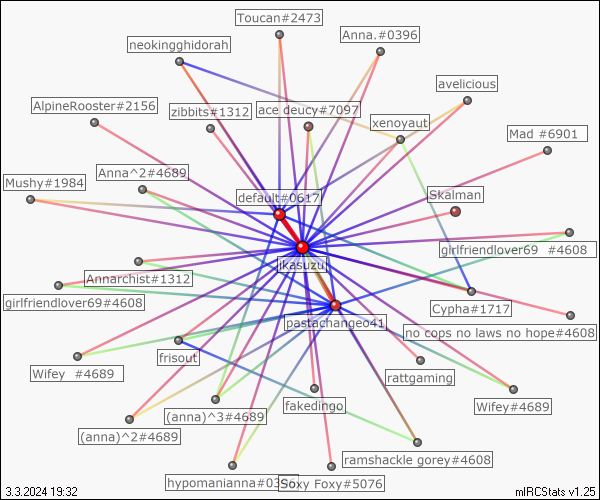 Toucan#2473
Anna.#0396
neokingghidorah
avelicious
AlpineRooster#2156
zibbits#1312
ace deucy#7097
xenoyaut
Mad #6901
Anna^2#4689
Mushy#1984
default#0617
Skaiman
girlfriendlover69 #4608
jkasuzu
Annarchist#1312
girlfriendlover69#4608
Cypha#1717
pastachangeo41
no cops no laws no hope#4608
frisout
Wifey #4689
rattgaming
fakedingo
Wifey#4689
(anna)^3#4689
(anna)^2#4689
ramshackle gorey#4608
hypomanianna#03
Soxy Foxy#5076
3.3.2024 19:32
mIRCStats v1.25